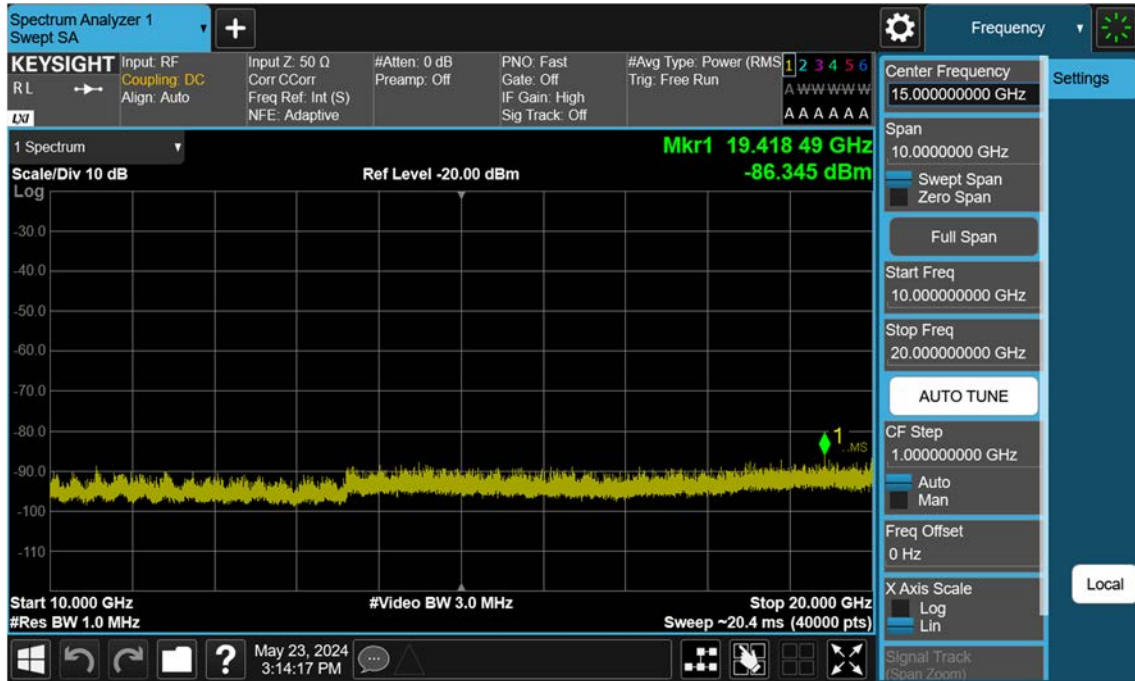 Spectrum Analyzer 1
Swept SA
Frequency
KEYSIGHT
RL
LXI
Input: RF
Coupling: DC
Align: Auto
Input Z: 50 Ω
Corr CCorr
Freq Ref: Int (S)
NFE: Adaptive
#Atten: 0 dB
Preamp: Off
PNO: Fast
Gate: Off
IF Gain: High
Sig Track: Off
#Avg Type: Power (RMS
Trig: Free Run
1 2 3 4 5 6
A W W W W W
A A A A A A
1 Spectrum
Mkr1 19.418 49 GHz
Scale/Div 10 dB
Ref Level -20.00 dBm
-86.345 dBm
Log
-30.0
-40.0
-50.0
-60.0
-70.0
-80.0
1
-90.0
-100
-110
Start 10.000 GHz
#Video BW 3.0 MHz
Stop 20.000 GHz
#Res BW 1.0 MHz
Sweep ~20.4 ms (40000 pts)
Center Frequency
15.000000000 GHz
Span
10.0000000 GHz
Swept Span
Zero Span
Full Span
Start Freq
10.000000000 GHz
Stop Freq
20.000000000 GHz
AUTO TUNE
CF Step
1.000000000 GHz
Auto
Man
Freq Offset
0 Hz
X Axis Scale
Log
Lin
Signal Track
(Span Zoom)
Settings
Local
?
May 23, 2024
3:14:17 PM